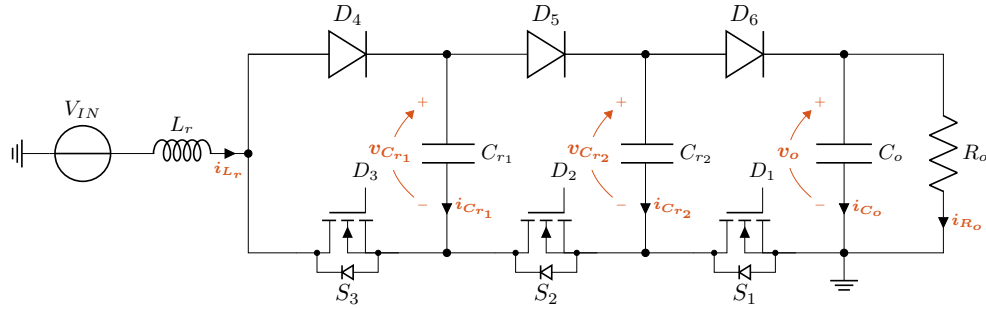 D4 D5 D6
VIN Lr
+ + +
vCr1 Cr1 vCr2 Cr2 vo Co Ro
iLr D3 D2 D1
− iCr1 − iCr2 − iCo iRo
S3 S2 S1